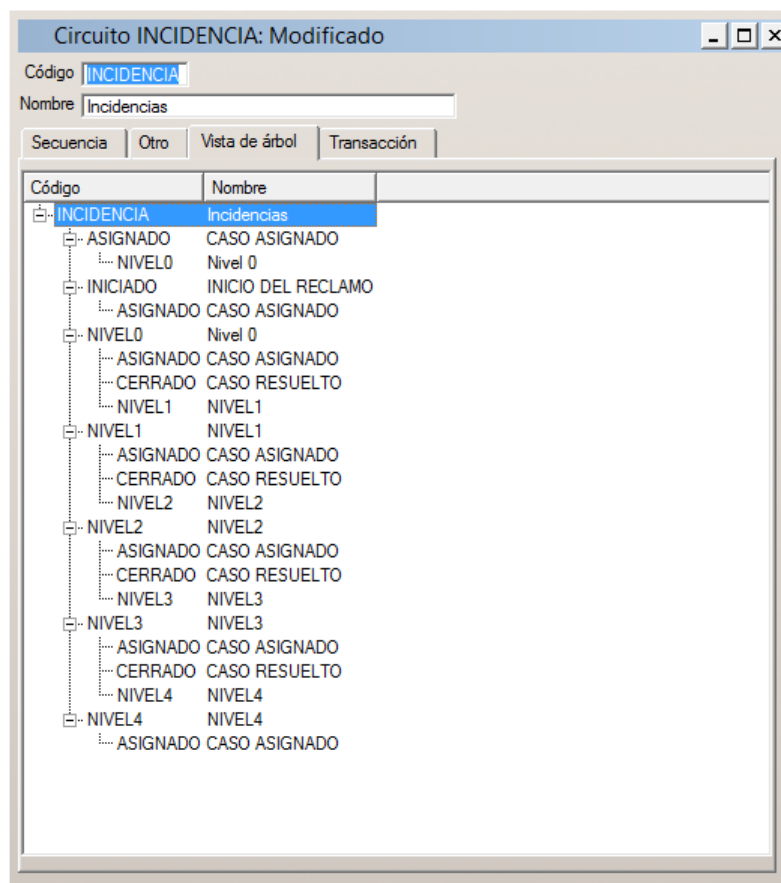 Circuito INCIDENCIA: Modificado
Código INCIDENCIA
Nombre Incidencias
Secuencia Otro Vista de árbol Transacción
Código Nombre
INCIDENCIA Incidencias
ASIGNADO CASO ASIGNADO
NIVEL0 Nivel 0
INICIADO INICIO DEL RECLAMO
ASIGNADO CASO ASIGNADO
NIVEL0 Nivel 0
ASIGNADO CASO ASIGNADO
CERRADO CASO RESUELTO
NIVEL1 NIVEL1
NIVEL1 NIVEL1
ASIGNADO CASO ASIGNADO
CERRADO CASO RESUELTO
NIVEL2 NIVEL2
NIVEL2 NIVEL2
ASIGNADO CASO ASIGNADO
CERRADO CASO RESUELTO
NIVEL3 NIVEL3
NIVEL3 NIVEL3
ASIGNADO CASO ASIGNADO
CERRADO CASO RESUELTO
NIVEL4 NIVEL4
NIVEL4 NIVEL4
ASIGNADO CASO ASIGNADO